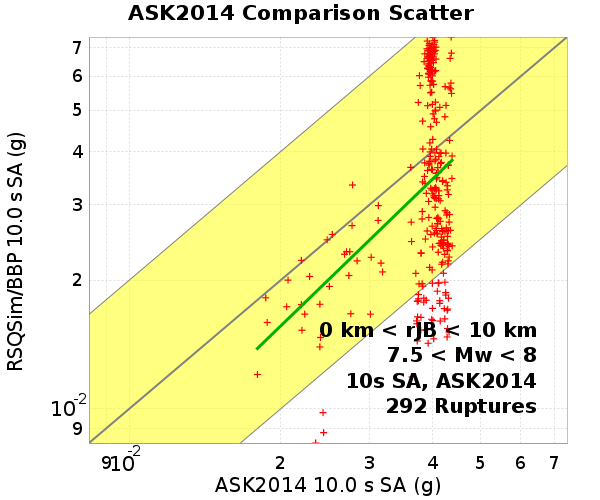 ASK2014 Comparison Scatter
RSQSim/BBP 10.0 s SA (g)
7
6
5
4
3
2
10-2
9
0 km < rJB < 10 km
7.5 < Mw < 8
10s SA, ASK2014
292 Ruptures
9 10-2 2 3 4 5 6 7
ASK2014 10.0 s SA (g)